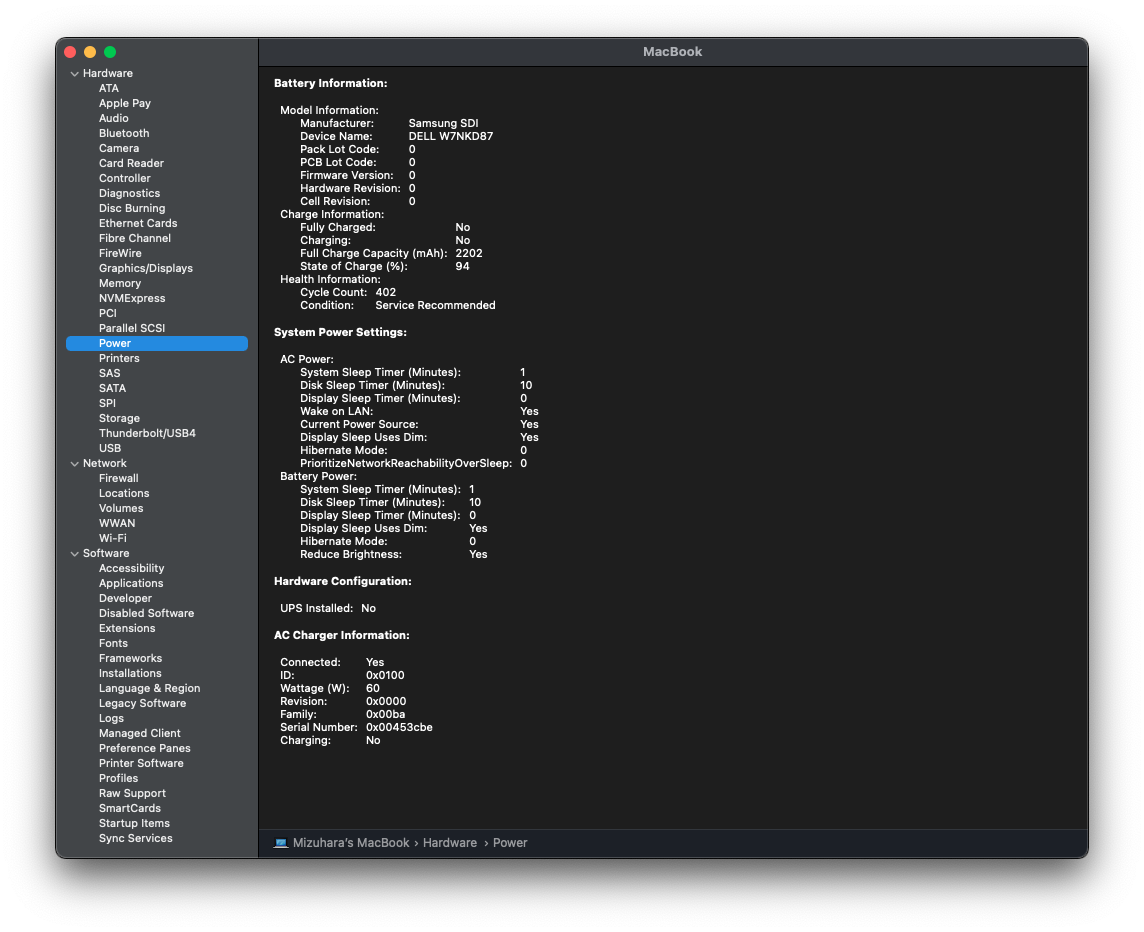 MacBook
Hardware
ATA
Apple Pay
Audio
Bluetooth
Camera
Card Reader
Controller
Diagnostics
Disc Burning
Ethernet Cards
Fibre Channel
FireWire
Graphics/Displays
Memory
NVMExpress
PCI
Parallel SCSI
Power
Printers
SAS
SATA
SPI
Storage
Thunderbolt/USB4
USB
Network
Firewall
Locations
Volumes
WWAN
Wi-Fi
Software
Accessibility
Applications
Developer
Disabled Software
Extensions
Fonts
Frameworks
Installations
Language & Region
Legacy Software
Logs
Managed Client
Preference Panes
Printer Software
Profiles
Raw Support
SmartCards
Startup Items
Sync Services
Battery Information:
Model Information:
Manufacturer: Samsung SDI
Device Name: DELL W7NKD87
Pack Lot Code: 0
PCB Lot Code: 0
Firmware Version: 0
Hardware Revision: 0
Cell Revision: 0
Charge Information:
Fully Charged: No
Charging: No
Full Charge Capacity (mAh): 2202
State of Charge (%): 94
Health Information:
Cycle Count: 402
Condition: Service Recommended
System Power Settings:
AC Power:
System Sleep Timer (Minutes): 1
Disk Sleep Timer (Minutes): 10
Display Sleep Timer (Minutes): 0
Wake on LAN: Yes
Current Power Source: Yes
Display Sleep Uses Dim: Yes
Hibernate Mode: 0
PrioritizeNetworkReachabilityOverSleep: 0
Battery Power:
System Sleep Timer (Minutes): 1
Disk Sleep Timer (Minutes): 10
Display Sleep Timer (Minutes): 0
Display Sleep Uses Dim: Yes
Hibernate Mode: 0
Reduce Brightness: Yes
Hardware Configuration:
UPS Installed: No
AC Charger Information:
Connected: Yes
ID: 0x0100
Wattage (W): 60
Revision: 0x0000
Family: 0x00ba
Serial Number: 0x00453cbe
Charging: No
Mizuhara's MacBook › Hardware › Power